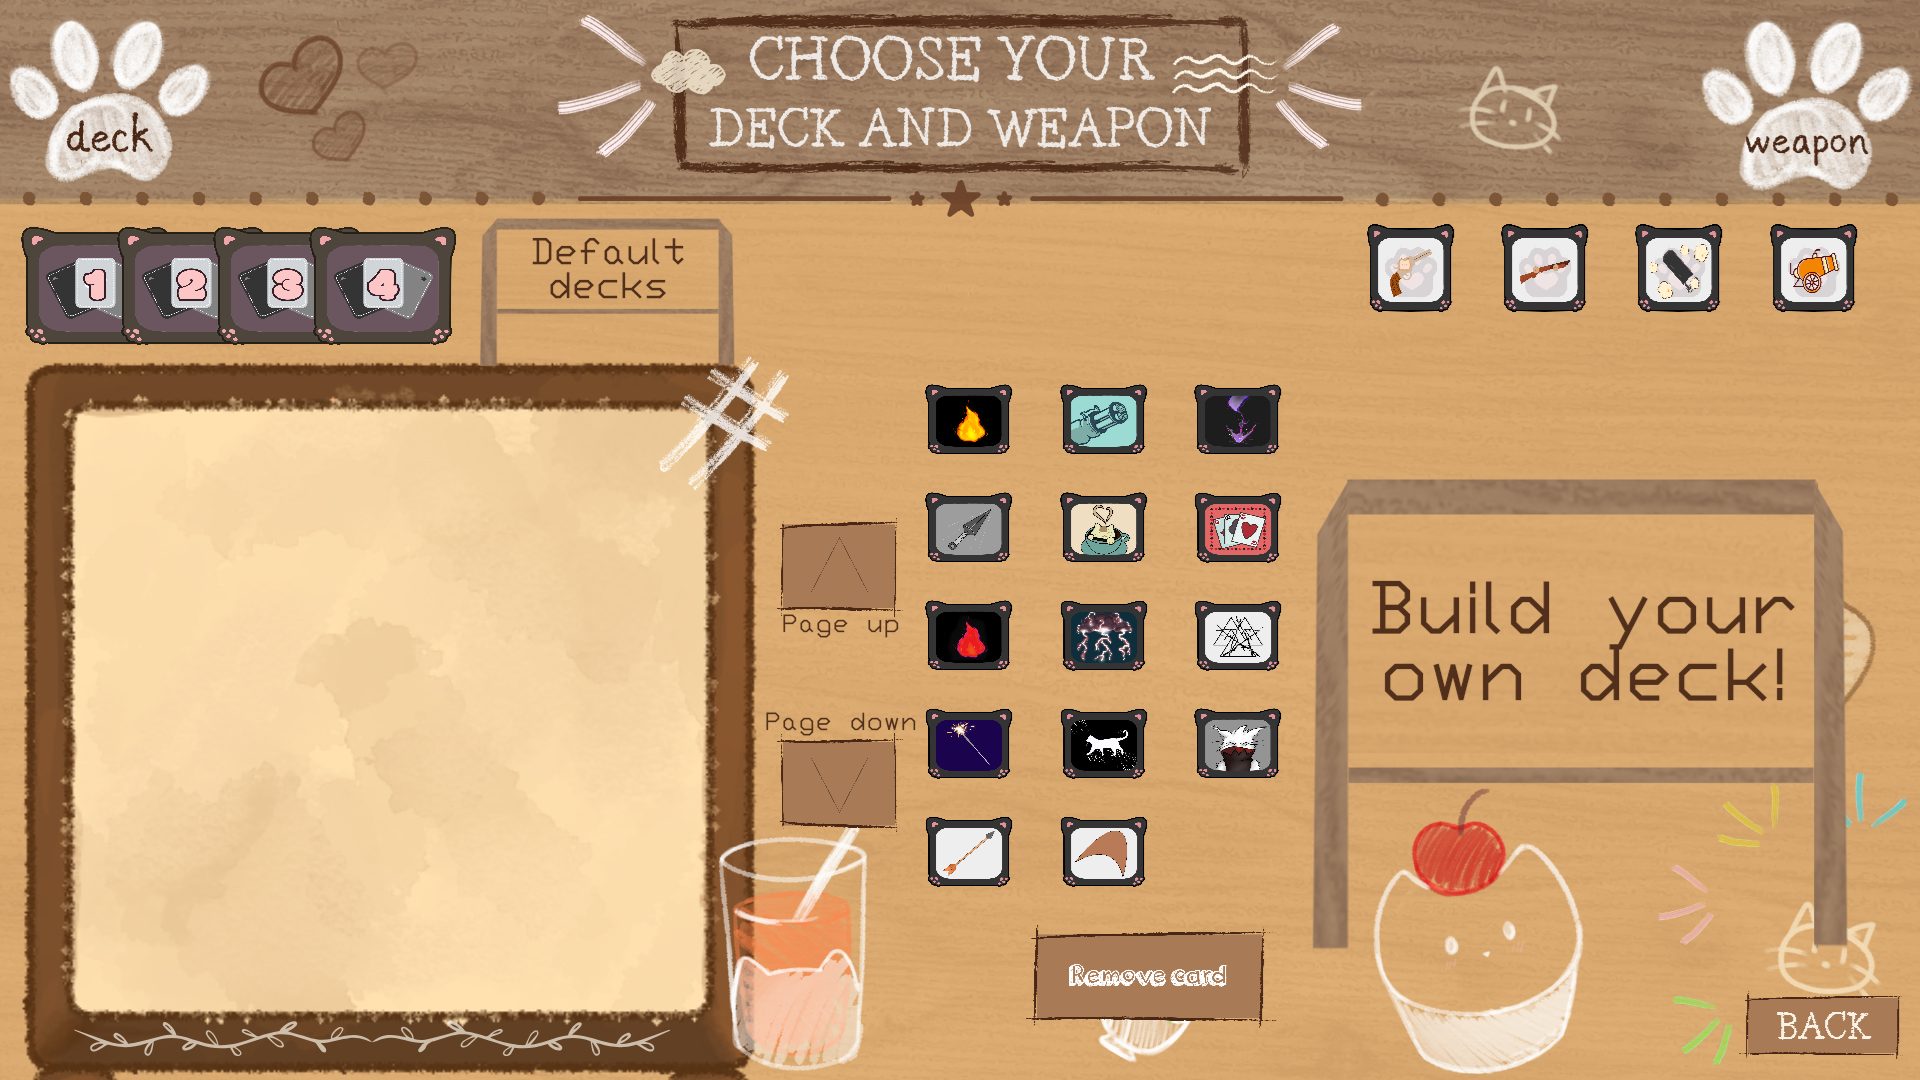 CHOOSE YOUR
DECK AND WEAPON
deck
weapon
1 2 3 4
Default
decks
Page up
Page down
Build your
own deck!
Remove card
BACK